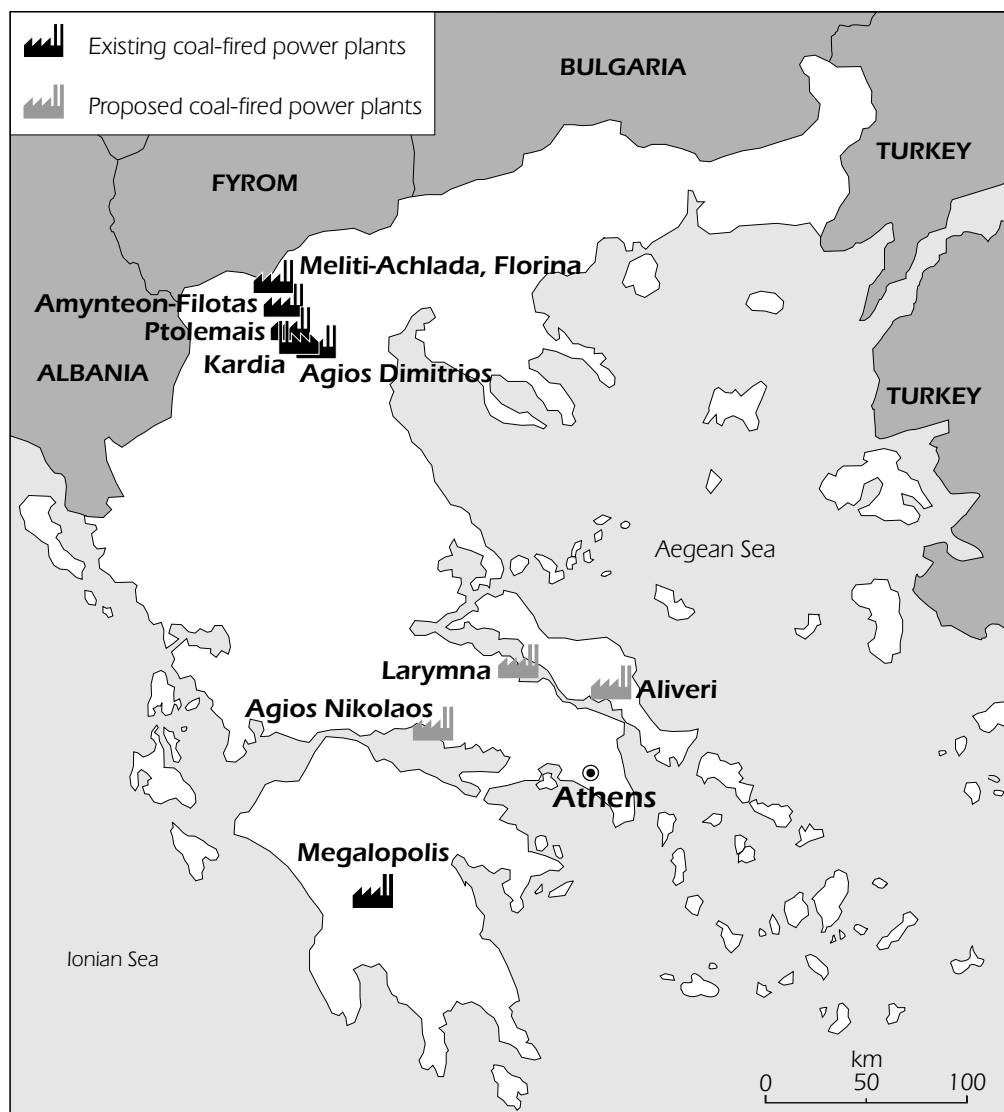 Existing coal-fired power plants
Proposed coal-fired power plants
BULGARIA
TURKEY
FYROM
Meliti-Achlada, Florina
Amynteon-Filotas
Ptolemais
Kardia
Agios Dimitrios
ALBANIA
TURKEY
Aegean Sea
Larymna
Aliveri
Agios Nikolaos
Athens
Megalopolis
Ionian Sea
km
0 50 100